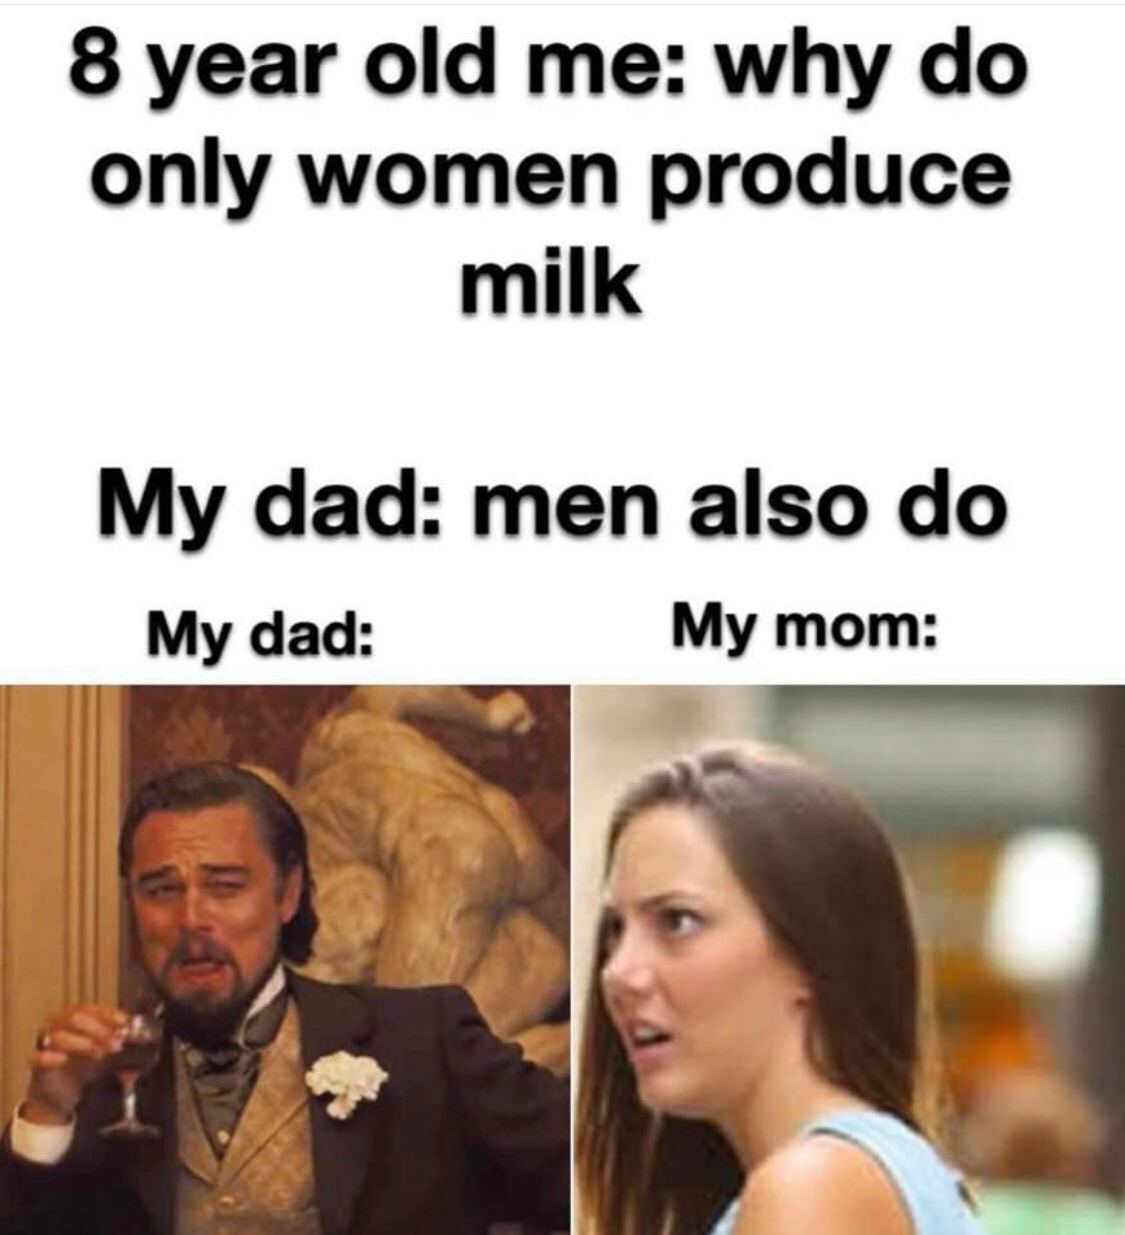 8 year old me: why do
only women produce
milk
My dad: men also do
My dad:
My mom: